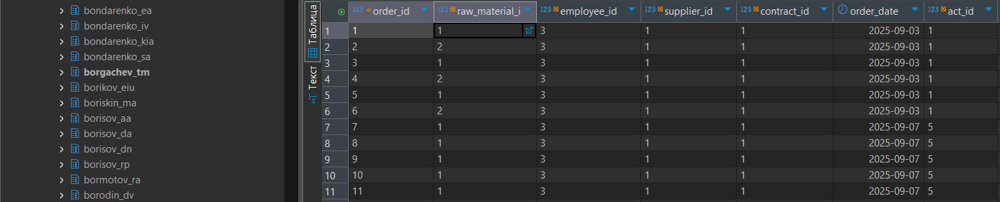 bondarenko_ea
bondarenko_iv
bondarenko_kia
bondarenko_sa
borgachev_tm
borikov_eiu
boriskin_ma
borisov_aa
borisov_da
borisov_dn
borisov_rp
bormotov_ra
borodin_dv
Таблица
Текст
123 order_id 123 raw_material_i 123 employee_id 123 supplier_id 123 contract_id order_date 123 act_id
1 1 1 3 1 1 2025-09-03 1
2 2 2 3 1 1 2025-09-03 1
3 3 1 3 1 1 2025-09-03 1
4 4 2 3 1 1 2025-09-03 1
5 5 1 3 1 1 2025-09-03 1
6 6 2 3 1 1 2025-09-03 1
7 7 1 3 1 1 2025-09-07 5
8 8 1 3 1 1 2025-09-07 5
9 9 1 3 1 1 2025-09-07 5
10 10 1 3 1 1 2025-09-07 5
11 11 1 3 1 1 2025-09-07 5